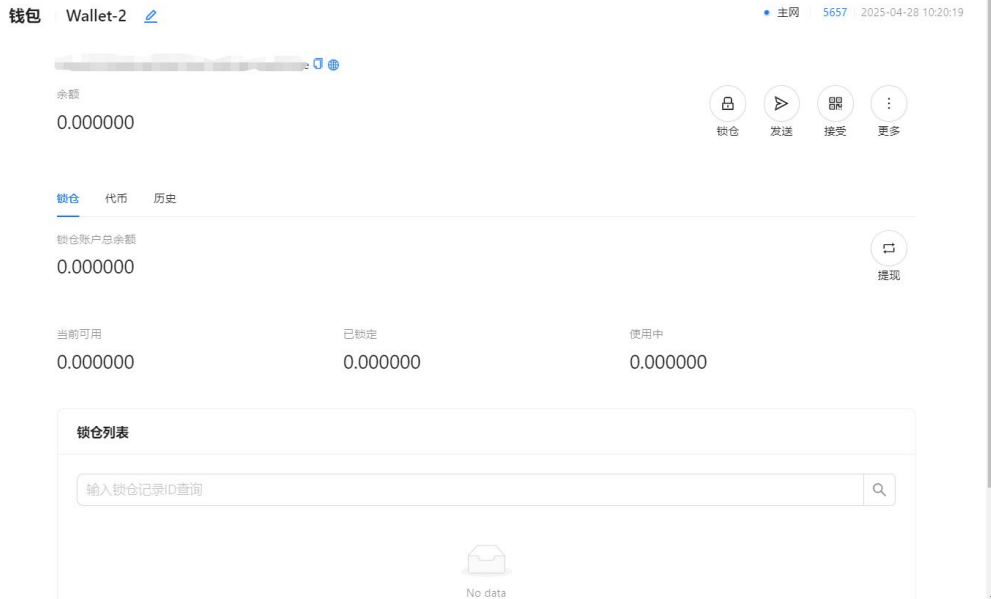 钱包 Wallet-2 主网 5657 2025-04-28 10:20:19
余额
0.000000
锁仓 发送 接受 更多
锁仓 代币 历史
锁仓账户总余额
0.000000
提现
当前可用 已锁定 使用中
0.000000 0.000000 0.000000
锁仓列表
输入锁仓记录ID查询
No data